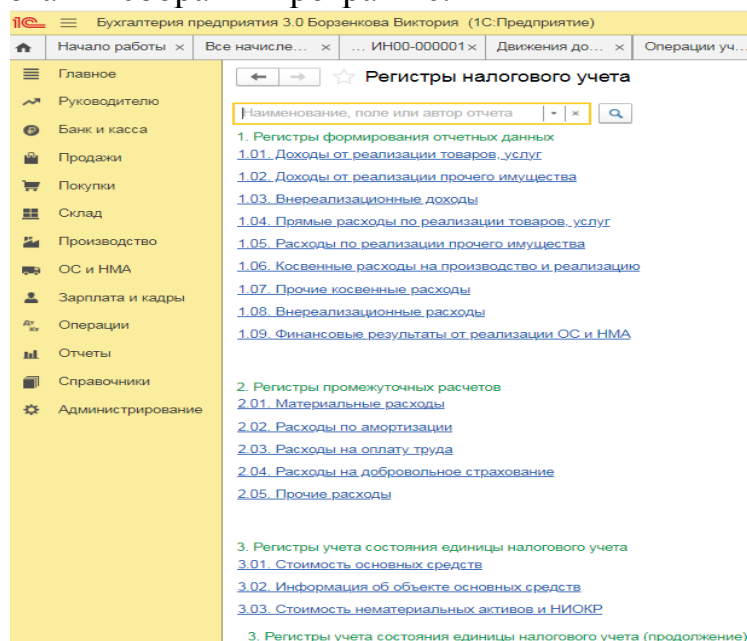 1С Бухгалтерия предприятия 3.0 Борзенкова Виктория (1С:Предприятие)
Начало работы × Все начисле... × ... ИН00-000001 × Движения до... × Операции уч...
Главное
Руководителю
Банк и касса
Продажи
Покупки
Склад
Производство
ОС и НМА
Зарплата и кадры
Операции
Отчеты
Справочники
Администрирование
Регистры налогового учета
Наименование, поле или автор отчета
1. Регистры формирования отчетных данных
1.01. Доходы от реализации товаров, услуг
1.02. Доходы от реализации прочего имущества
1.03. Внереализационные доходы
1.04. Прямые расходы по реализации товаров, услуг
1.05. Расходы по реализации прочего имущества
1.06. Косвенные расходы на производство и реализацию
1.07. Прочие косвенные расходы
1.08. Внереализационные расходы
1.09. Финансовые результаты от реализации ОС и НМА
2. Регистры промежуточных расчетов
2.01. Материальные расходы
2.02. Расходы по амортизации
2.03. Расходы на оплату труда
2.04. Расходы на добровольное страхование
2.05. Прочие расходы
3. Регистры учета состояния единицы налогового учета
3.01. Стоимость основных средств
3.02. Информация об объекте основных средств
3.03. Стоимость нематериальных активов и НИОКР
3. Регистры учета состояния единицы налогового учета (продолжение)